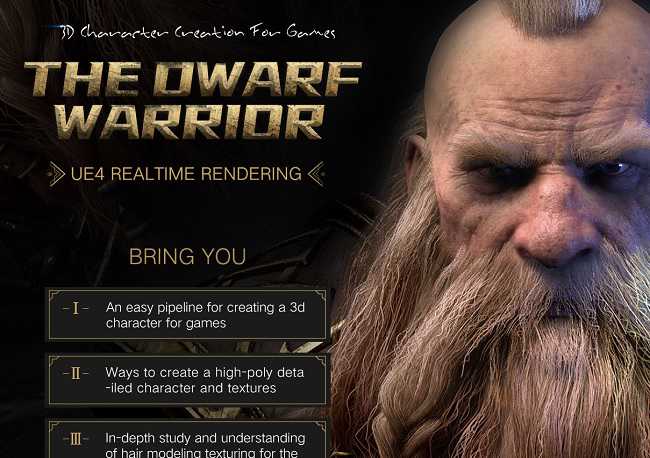 3D Character Creation For Games
THE DWARF
WARRIOR
UE4 REALTIME RENDERING
BRING YOU
-I- An easy pipeline for creating a 3d
character for games
-II- Ways to create a high-poly deta
-iled character and textures
-III- In-depth study and understanding
of hair modeling texturing for the